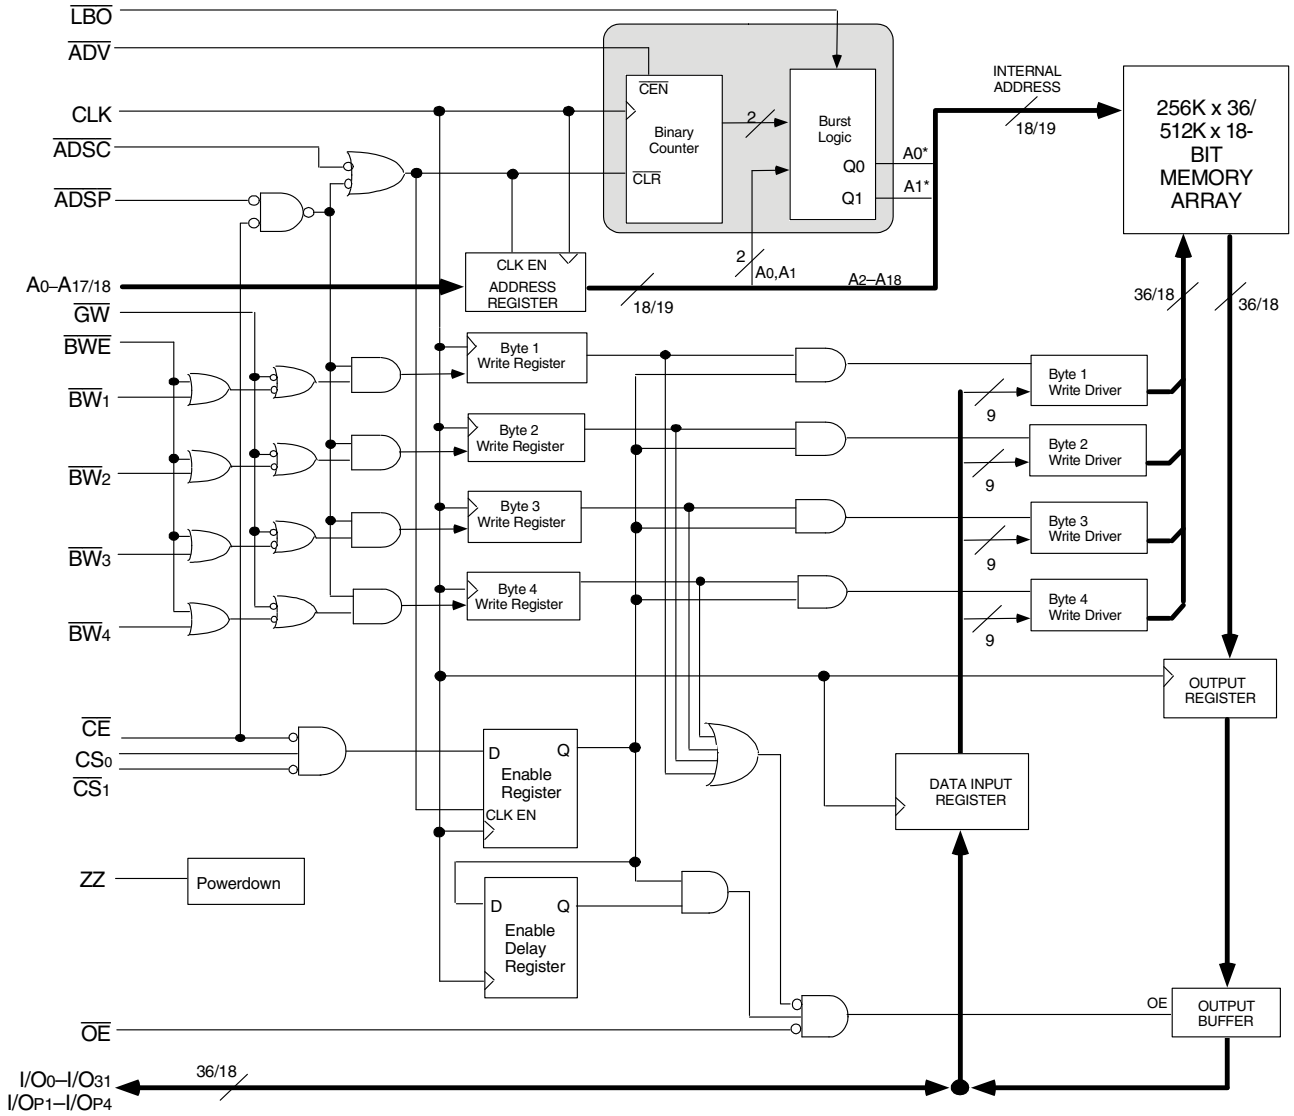 LBO
ADV
CLK
ADSC
ADSP
A0–A17/18
GW
BWE
BW1
BW2
BW3
BW4
CE
CS0
CS1
ZZ
Powerdown
OE
I/O0–I/O31
I/OP1–I/OP4
36/18
CEN
Binary
Counter
CLR
2
Burst
Logic
Q0
Q1
A0*
A1*
2
A0,A1
A2–A18
INTERNAL
ADDRESS
18/19
256K x 36/
512K x 18-
BIT
MEMORY
ARRAY
CLK EN
ADDRESS
REGISTER
18/19
36/18
36/18
Byte 1
Write Register
Byte 2
Write Register
Byte 3
Write Register
Byte 4
Write Register
9
Byte 1
Write Driver
9
Byte 2
Write Driver
9
Byte 3
Write Driver
9
Byte 4
Write Driver
OUTPUT
REGISTER
D Q
Enable
Register
CLK EN
DATA INPUT
REGISTER
D Q
Enable
Delay
Register
OE
OUTPUT
BUFFER